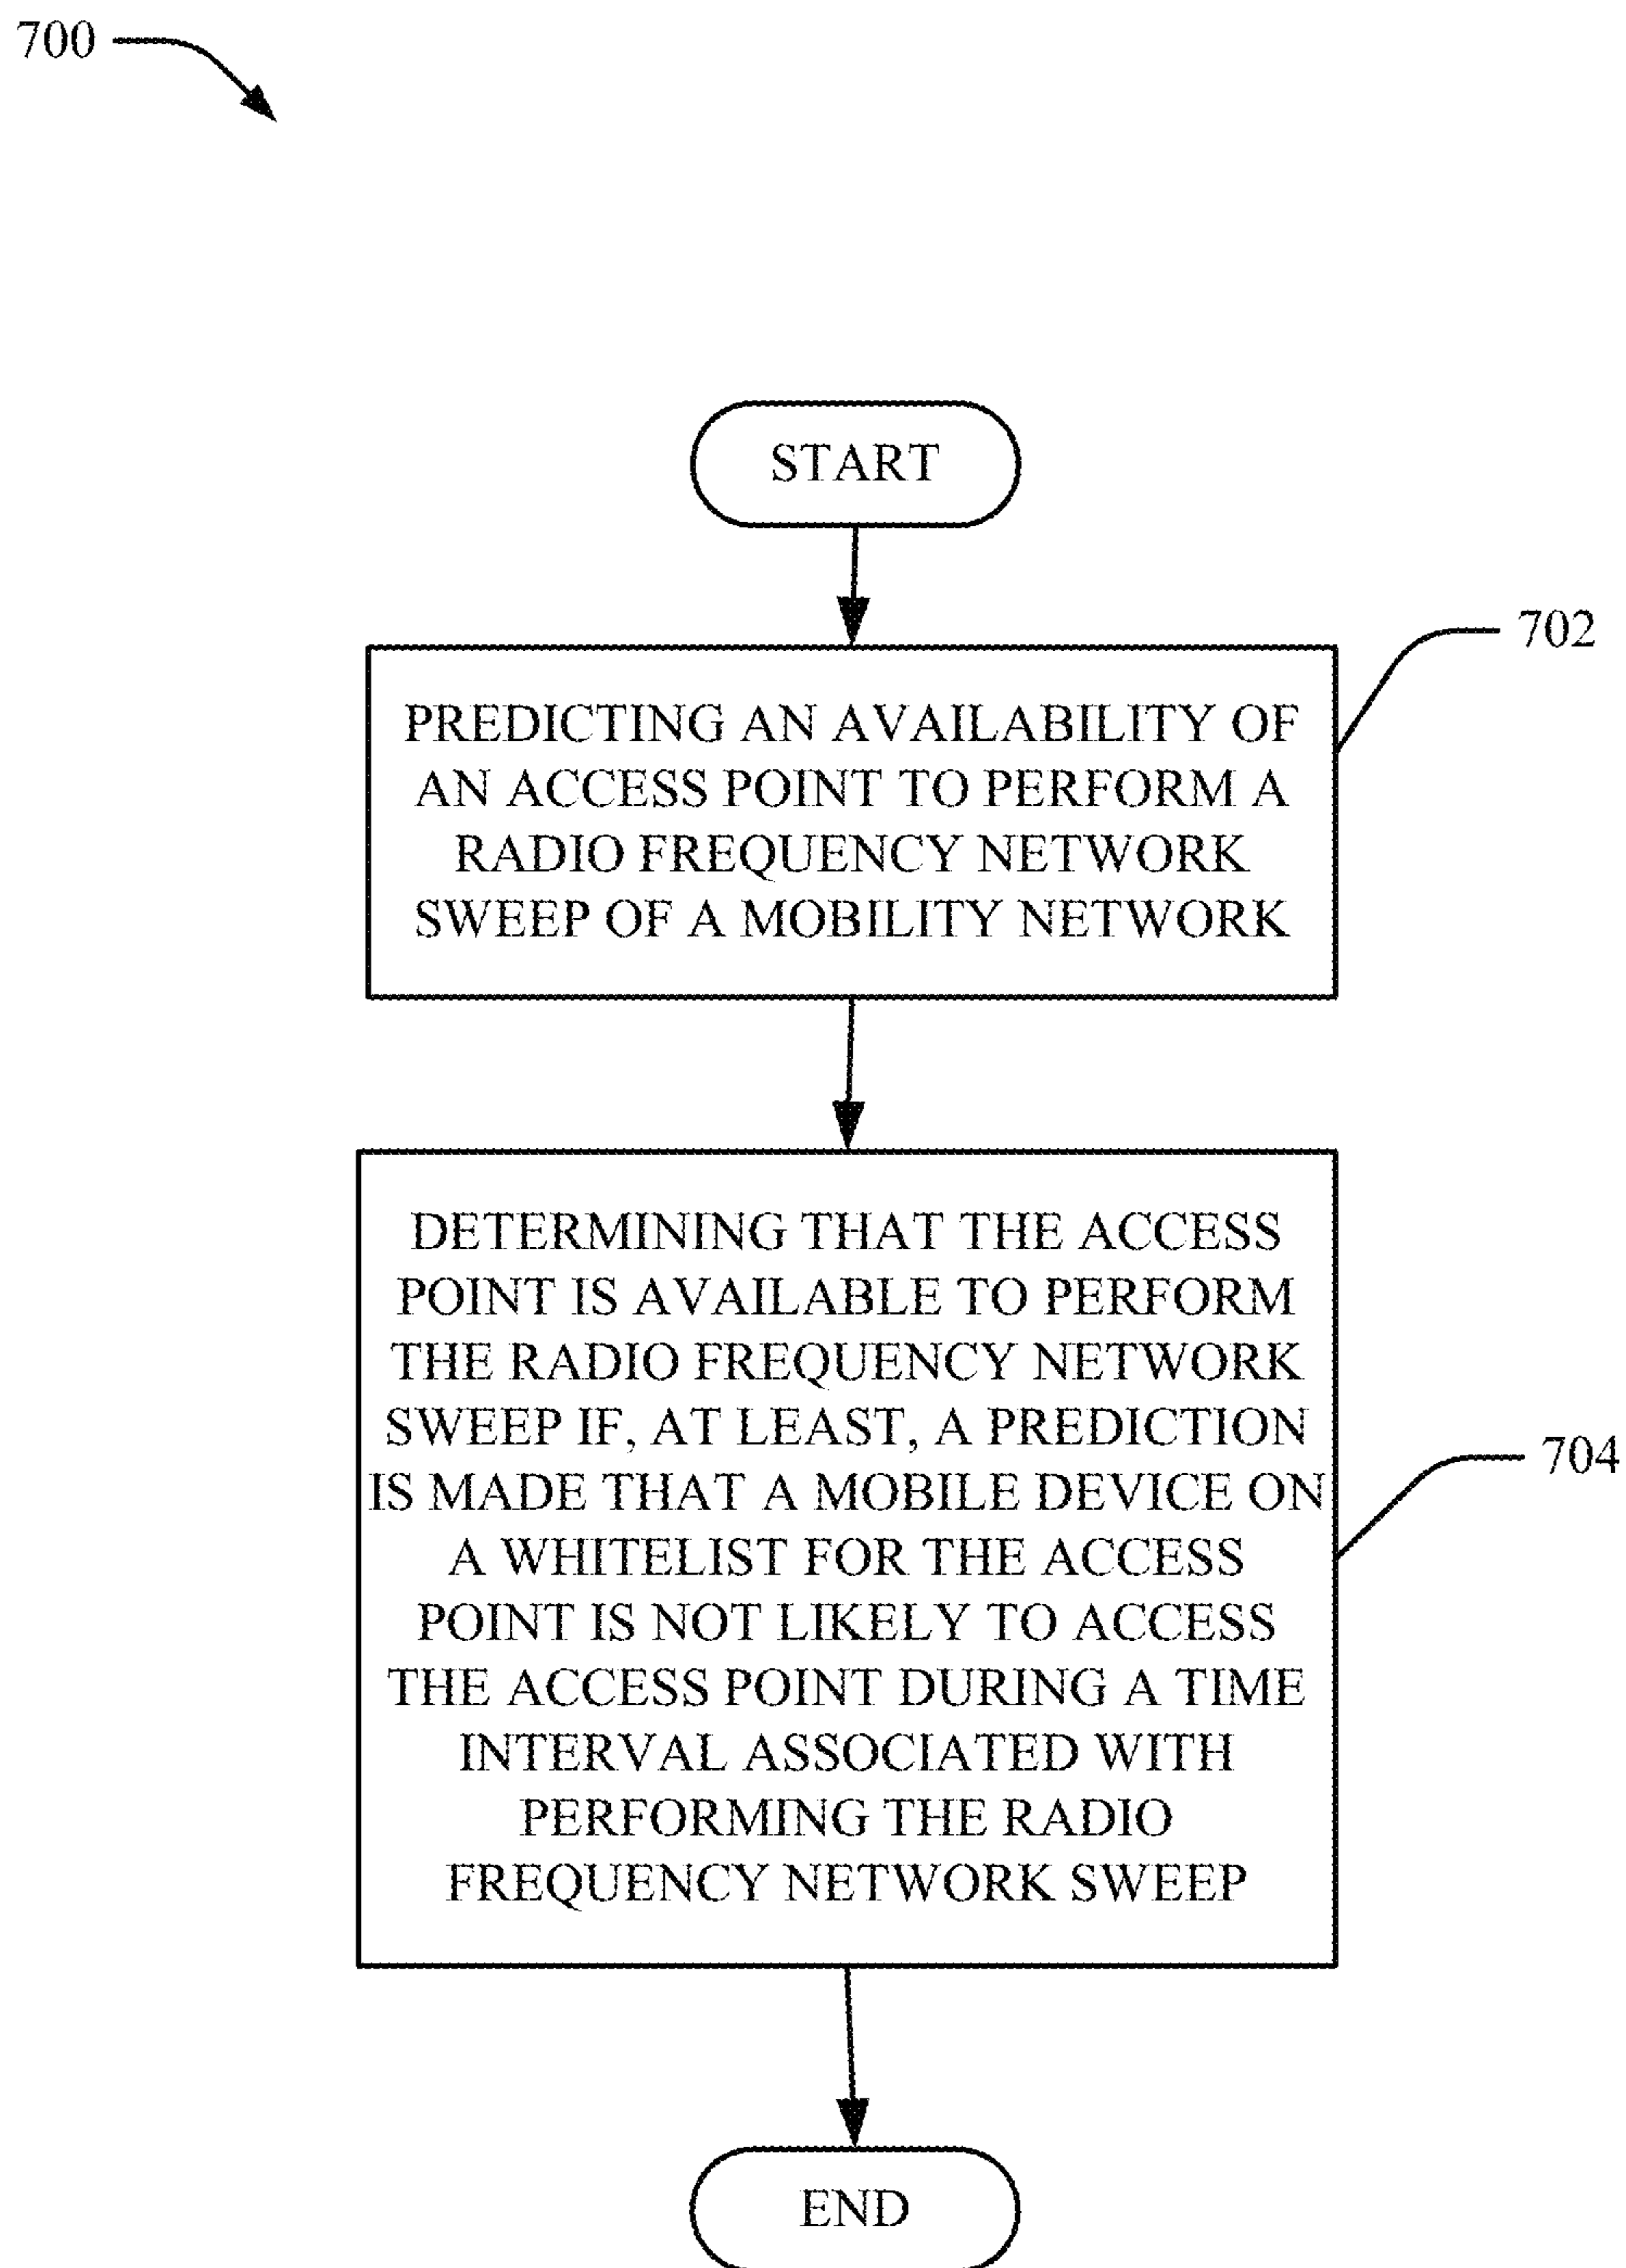 700
START
702
PREDICTING AN AVAILABILITY OF
AN ACCESS POINT TO PERFORM A
RADIO FREQUENCY NETWORK
SWEEP OF A MOBILITY NETWORK
DETERMINING THAT THE ACCESS
POINT IS AVAILABLE TO PERFORM
THE RADIO FREQUENCY NETWORK
SWEEP IF, AT LEAST, A PREDICTION
IS MADE THAT A MOBILE DEVICE ON
A WHITELIST FOR THE ACCESS
POINT IS NOT LIKELY TO ACCESS
THE ACCESS POINT DURING A TIME
INTERVAL ASSOCIATED WITH
PERFORMING THE RADIO
FREQUENCY NETWORK SWEEP
704
END